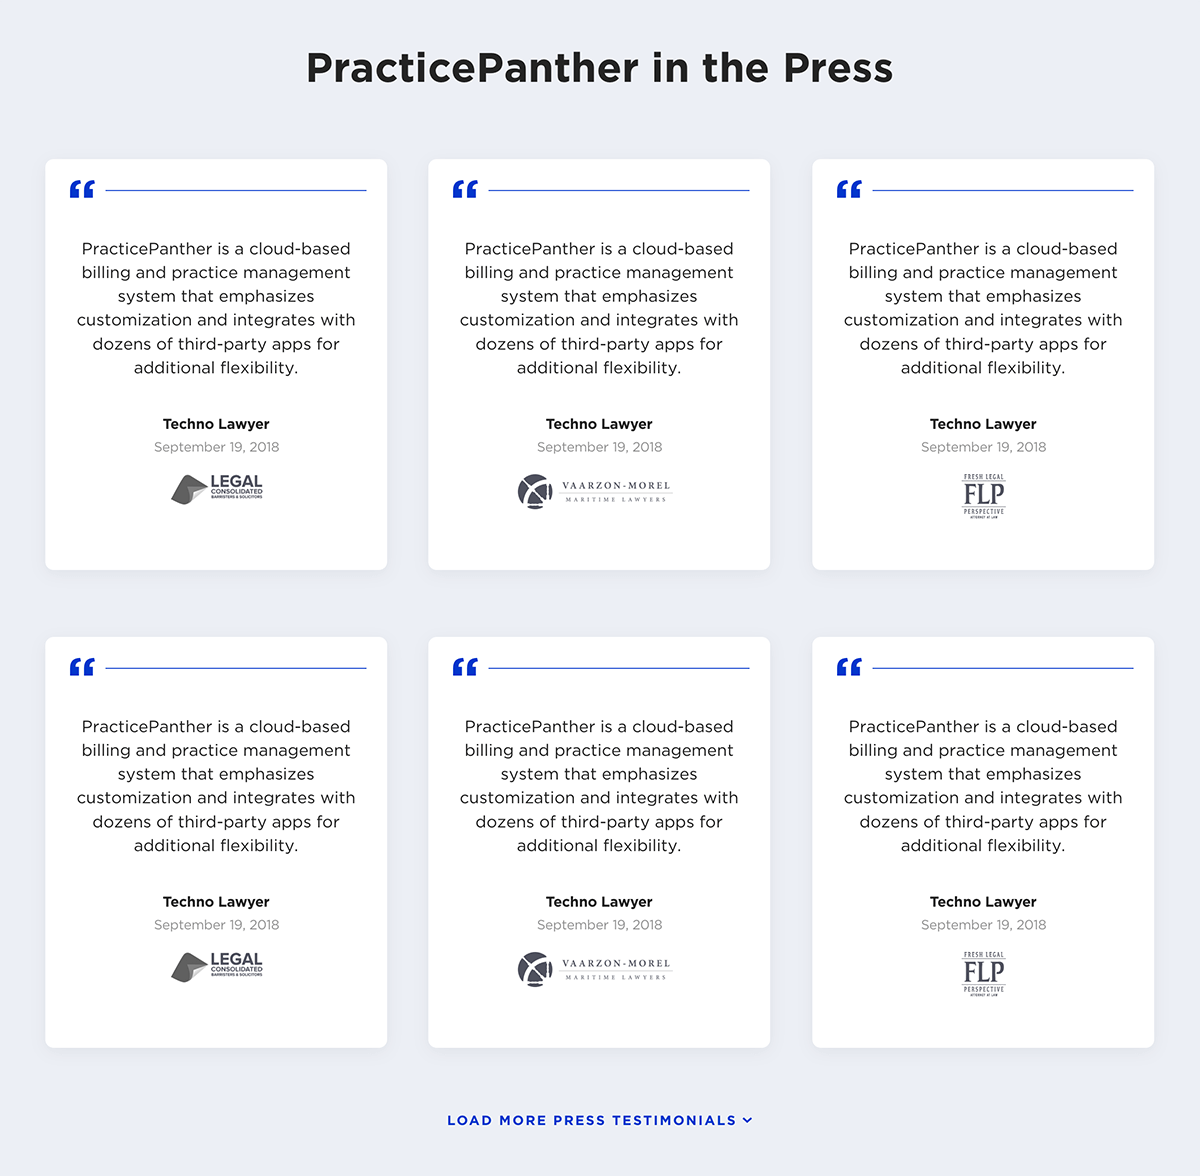 PracticePanther in the Press
“
PracticePanther is a cloud-based
billing and practice management
system that emphasizes
customization and integrates with
dozens of third-party apps for
additional flexibility.
Techno Lawyer
September 19, 2018
LEGAL
CONSOLIDATED
BARRISTERS & SOLICITORS
“
PracticePanther is a cloud-based
billing and practice management
system that emphasizes
customization and integrates with
dozens of third-party apps for
additional flexibility.
Techno Lawyer
September 19, 2018
VAARZON-MOREL
MARITIME LAWYERS
“
PracticePanther is a cloud-based
billing and practice management
system that emphasizes
customization and integrates with
dozens of third-party apps for
additional flexibility.
Techno Lawyer
September 19, 2018
FRESH LEGAL
FLP
PERSPECTIVE
ATTORNEY AT LAW
“
PracticePanther is a cloud-based
billing and practice management
system that emphasizes
customization and integrates with
dozens of third-party apps for
additional flexibility.
Techno Lawyer
September 19, 2018
LEGAL
CONSOLIDATED
BARRISTERS & SOLICITORS
“
PracticePanther is a cloud-based
billing and practice management
system that emphasizes
customization and integrates with
dozens of third-party apps for
additional flexibility.
Techno Lawyer
September 19, 2018
VAARZON-MOREL
MARITIME LAWYERS
“
PracticePanther is a cloud-based
billing and practice management
system that emphasizes
customization and integrates with
dozens of third-party apps for
additional flexibility.
Techno Lawyer
September 19, 2018
FRESH LEGAL
FLP
PERSPECTIVE
ATTORNEY AT LAW
LOAD MORE PRESS TESTIMONIALS